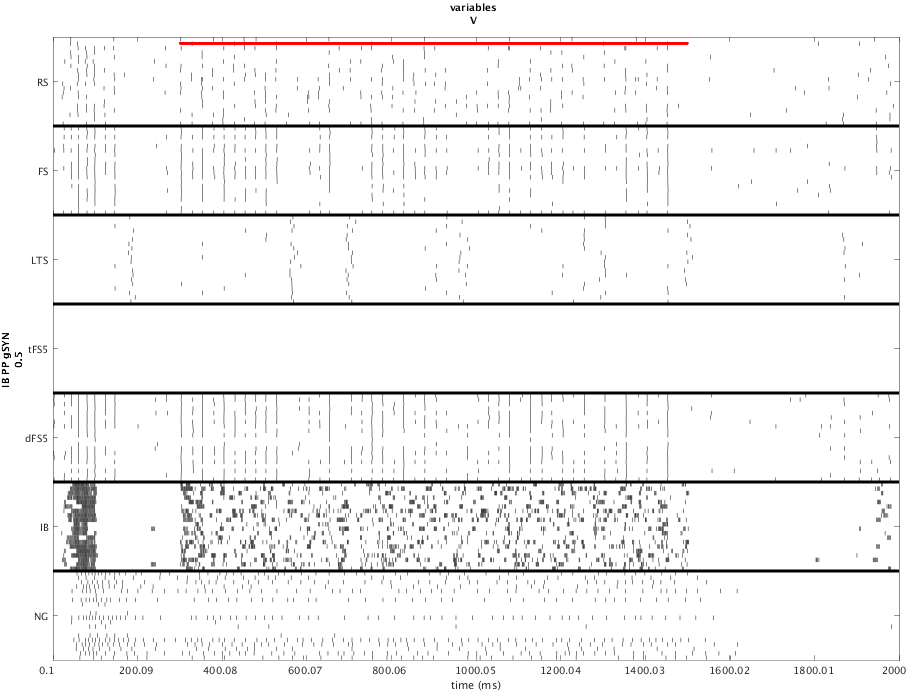 variables
V
RS
FS
LTS
tFS5
dFS5
IB
NG
IB PP gSYN
0.5
0.1 200.09 400.08 600.07 800.06 1000.05 1200.04 1400.03 1600.02 1800.01 2000
time (ms)